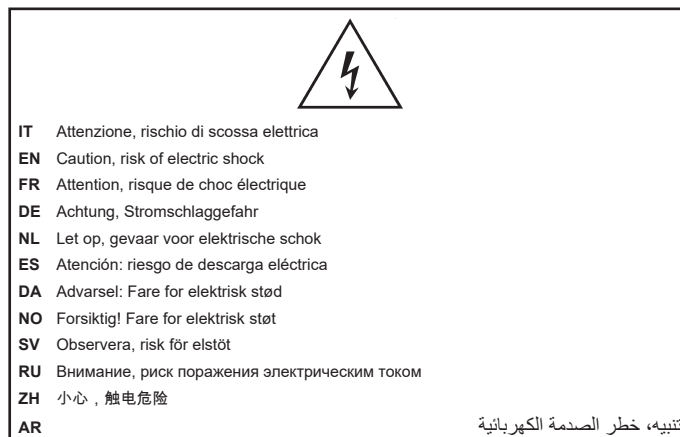 IT Attenzione, rischio di scossa elettrica
EN Caution, risk of electric shock
FR Attention, risque de choc électrique
DE Achtung, Stromschlaggefahr
NL Let op, gevaar voor elektrische schok
ES Atención: riesgo de descarga eléctrica
DA Advarsel: Fare for elektrisk stød
NO Forsiktig! Fare for elektrisk støt
SV Observera, risk för elstöt
RU Внимание, риск поражения электрическим током
ZH 小心，触电危险
AR تنبيه، خطر الصدمة الكهربائية